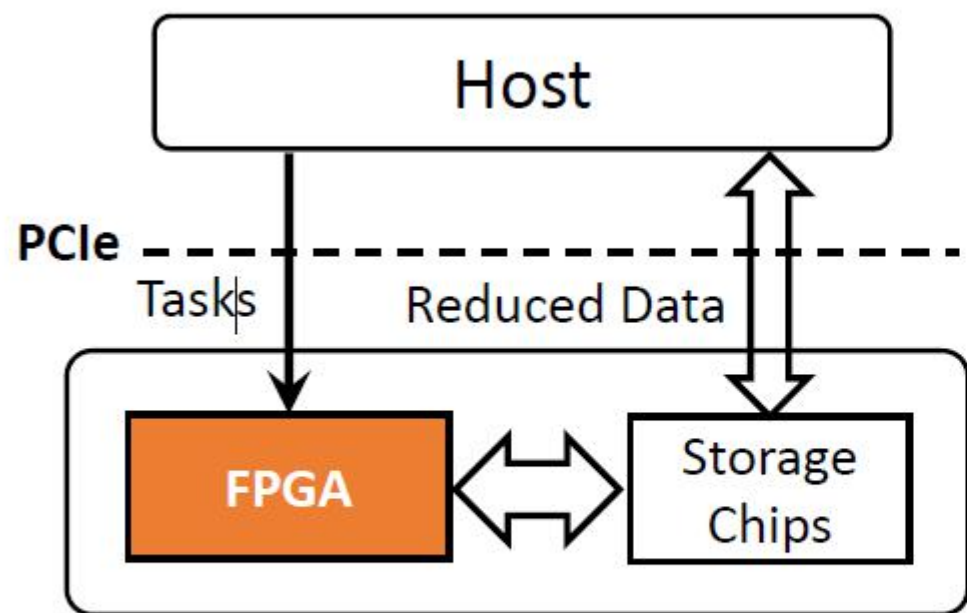 Host
PCIe
Tasks
Reduced Data
FPGA
Storage
Chips